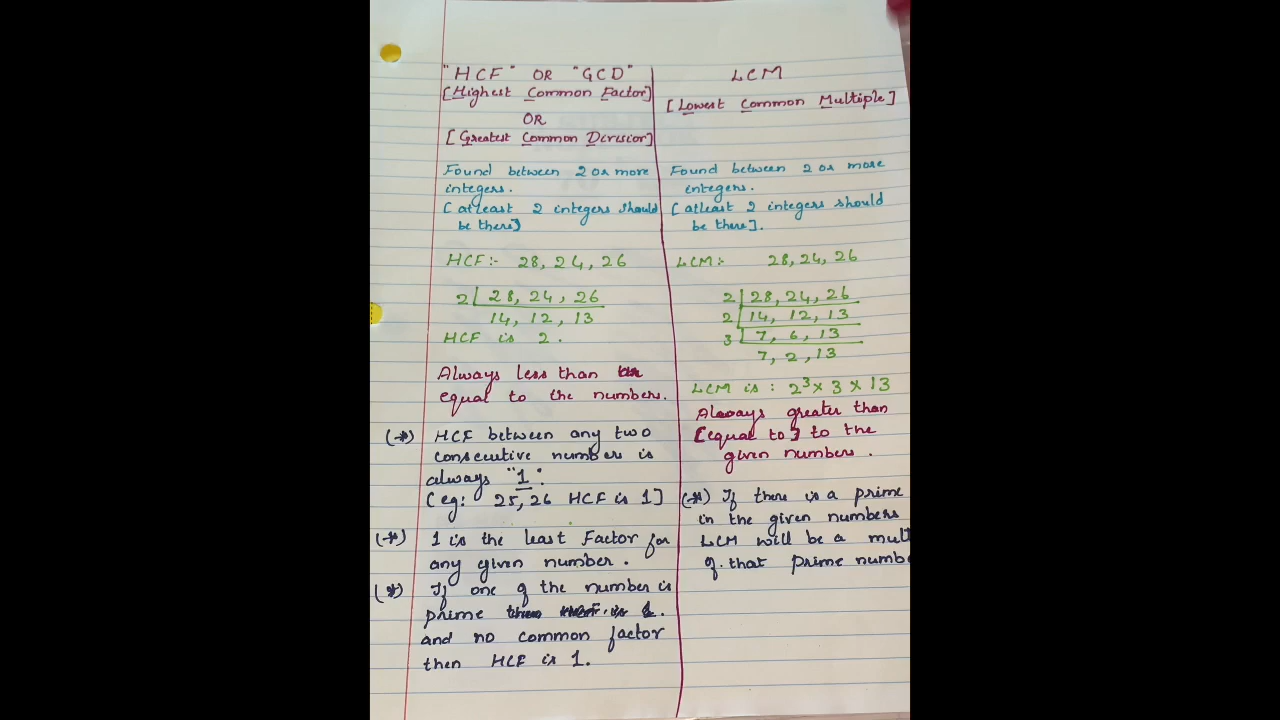 "HCF" OR "GCD"
[Highest Common Factor]
OR
[Greatest Common Division]
Found between 2 or more
integers.
[atleast 2 integers should
be there]
HCF:- 28, 24, 26
2 28, 24, 26
14, 12, 13
HCF is 2.
Always less than
equal to the numbers.
(*) HCF between any two
consecutive number is
always "1".
[eg: 25, 26 HCF is 1]
(*) 1 is the least Factor for
any given number.
(*) If one of the number is
prime
and no common factor
then HCF is 1.
LCM
[Lowest Common Multiple]
Found between 2 or more
integers.
[atleast 2 integers should
be there].
LCM:- 28, 24, 26
2 28, 24, 26
2 14, 12, 13
3 7, 6, 13
7, 2, 13
LCM is : 2³ x 3 x 13
Always greater than
[equal to] to the
given numbers.
(*) If there is a prime
in the given numbers
LCM will be a mult
of that prime numbe